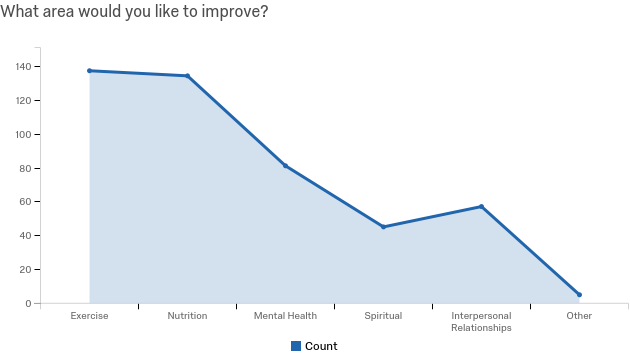 What area would you like to improve?
140
120
100
80
60
40
20
0
Exercise
Nutrition
Mental Health
Spiritual
Interpersonal
Relationships
Other
Count